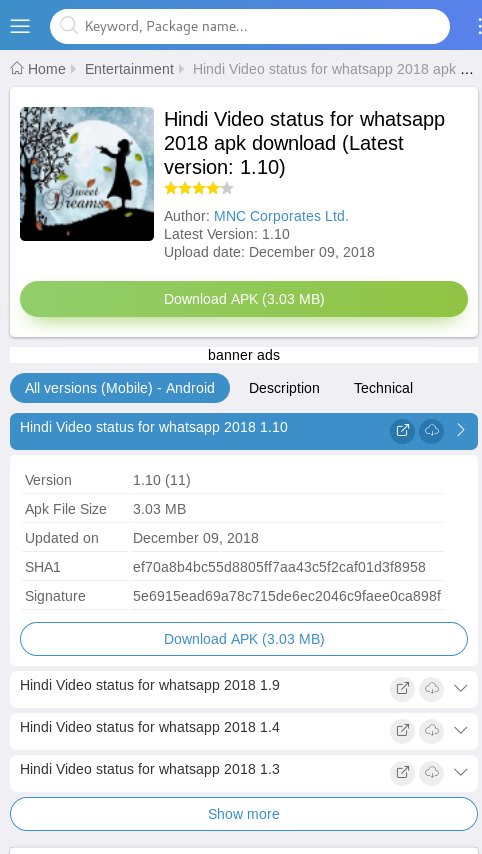 Keyword, Package name...
Home Entertainment Hindi Video status for whatsapp 2018 apk ...
Sweet
Dreams
Hindi Video status for whatsapp
2018 apk download (Latest
version: 1.10)
Author: MNC Corporates Ltd.
Latest Version: 1.10
Upload date: December 09, 2018
Download APK (3.03 MB)
banner ads
All versions (Mobile) - Android Description Technical
Hindi Video status for whatsapp 2018 1.10
Version 1.10 (11)
Apk File Size 3.03 MB
Updated on December 09, 2018
SHA1 ef70a8b4bc55d8805ff7aa43c5f2caf01d3f8958
Signature 5e6915ead69a78c715de6ec2046c9faee0ca898f
Download APK (3.03 MB)
Hindi Video status for whatsapp 2018 1.9
Hindi Video status for whatsapp 2018 1.4
Hindi Video status for whatsapp 2018 1.3
Show more